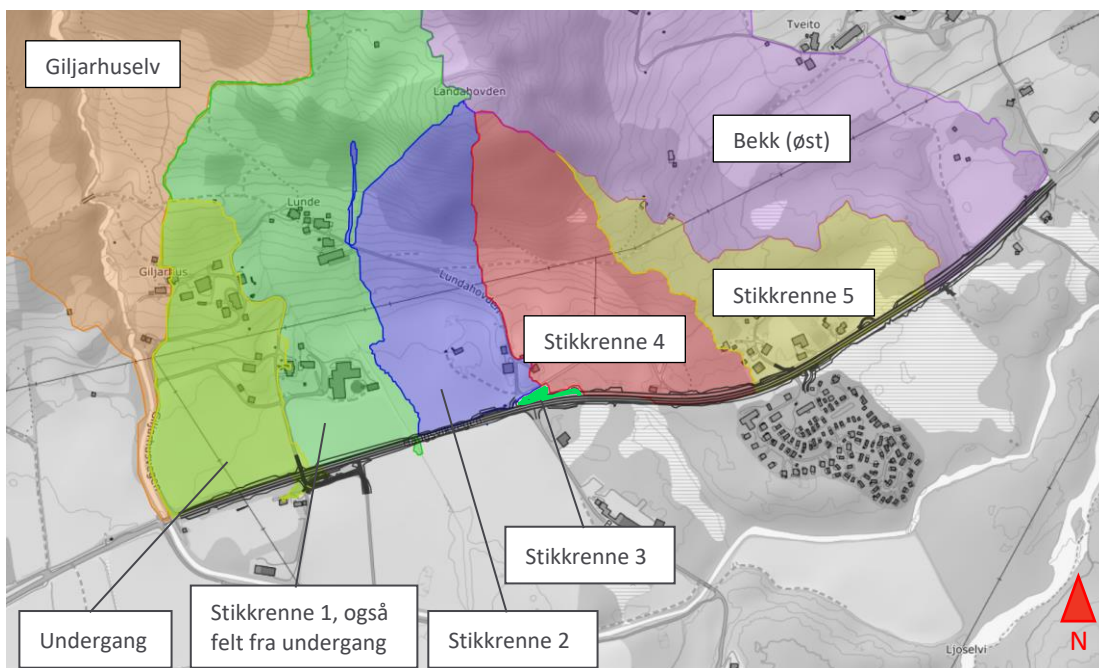 Tveito
Giljarhuselv
Landahovden
Bekk (øst)
Lunde
Giljarhus
Lundahovden
Stikkrenne 5
Stikkrenne 4
Stikkrenne 3
Undergang
Stikkrenne 1, også
felt fra undergang
Stikkrenne 2
N
Ljoselvi